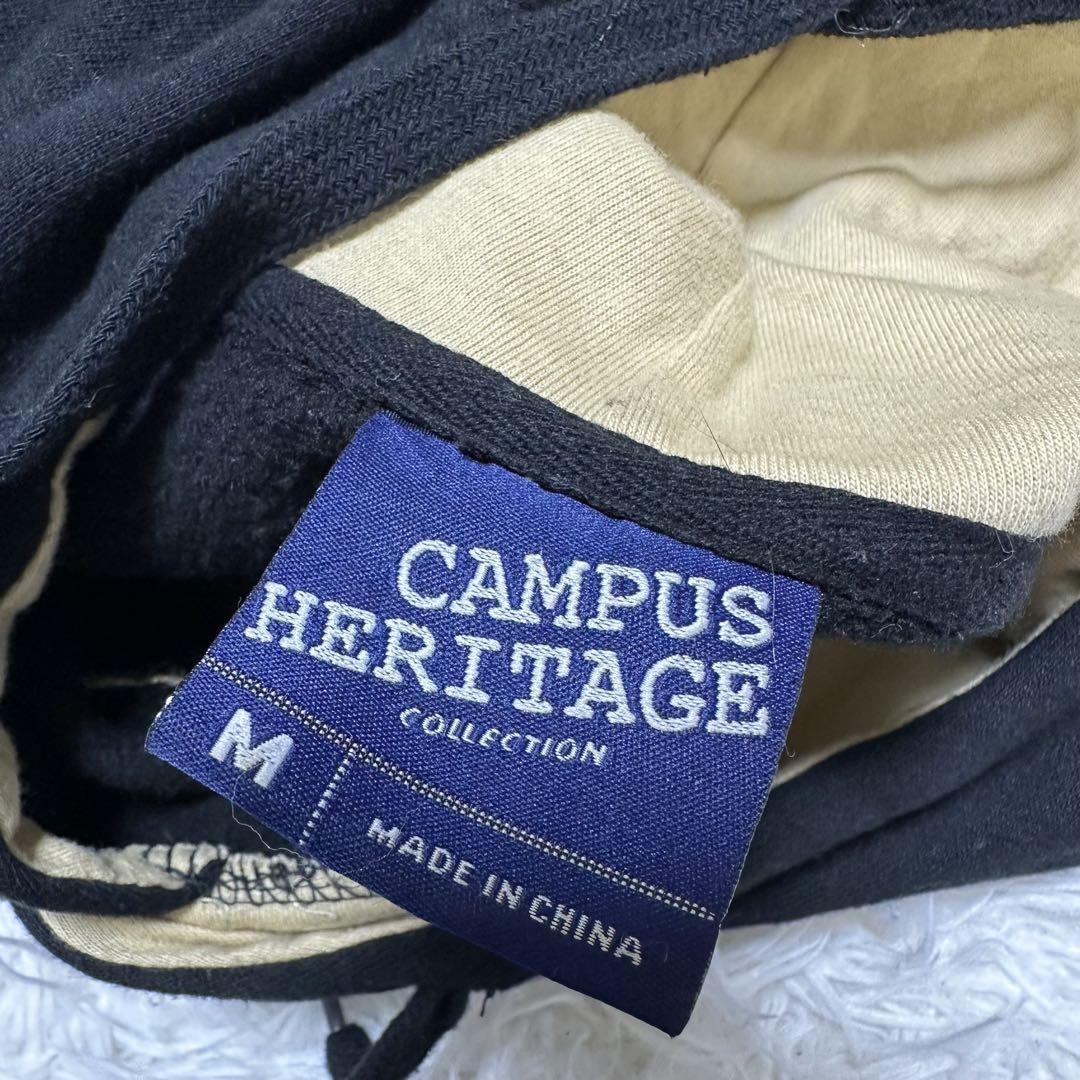 CAMPUS
HERITAGE
COLLECTION
M
MADE IN CHINA